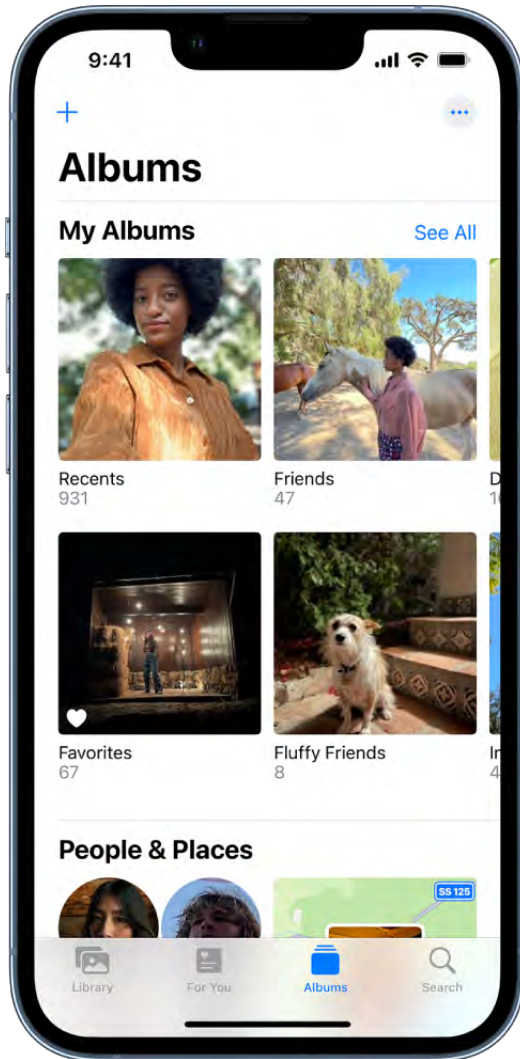 9:41
Albums
My Albums
See All
Recents
931
Friends
47
Favorites
67
Fluffy Friends
8
People & Places
SS 125
Library
For You
Albums
Search